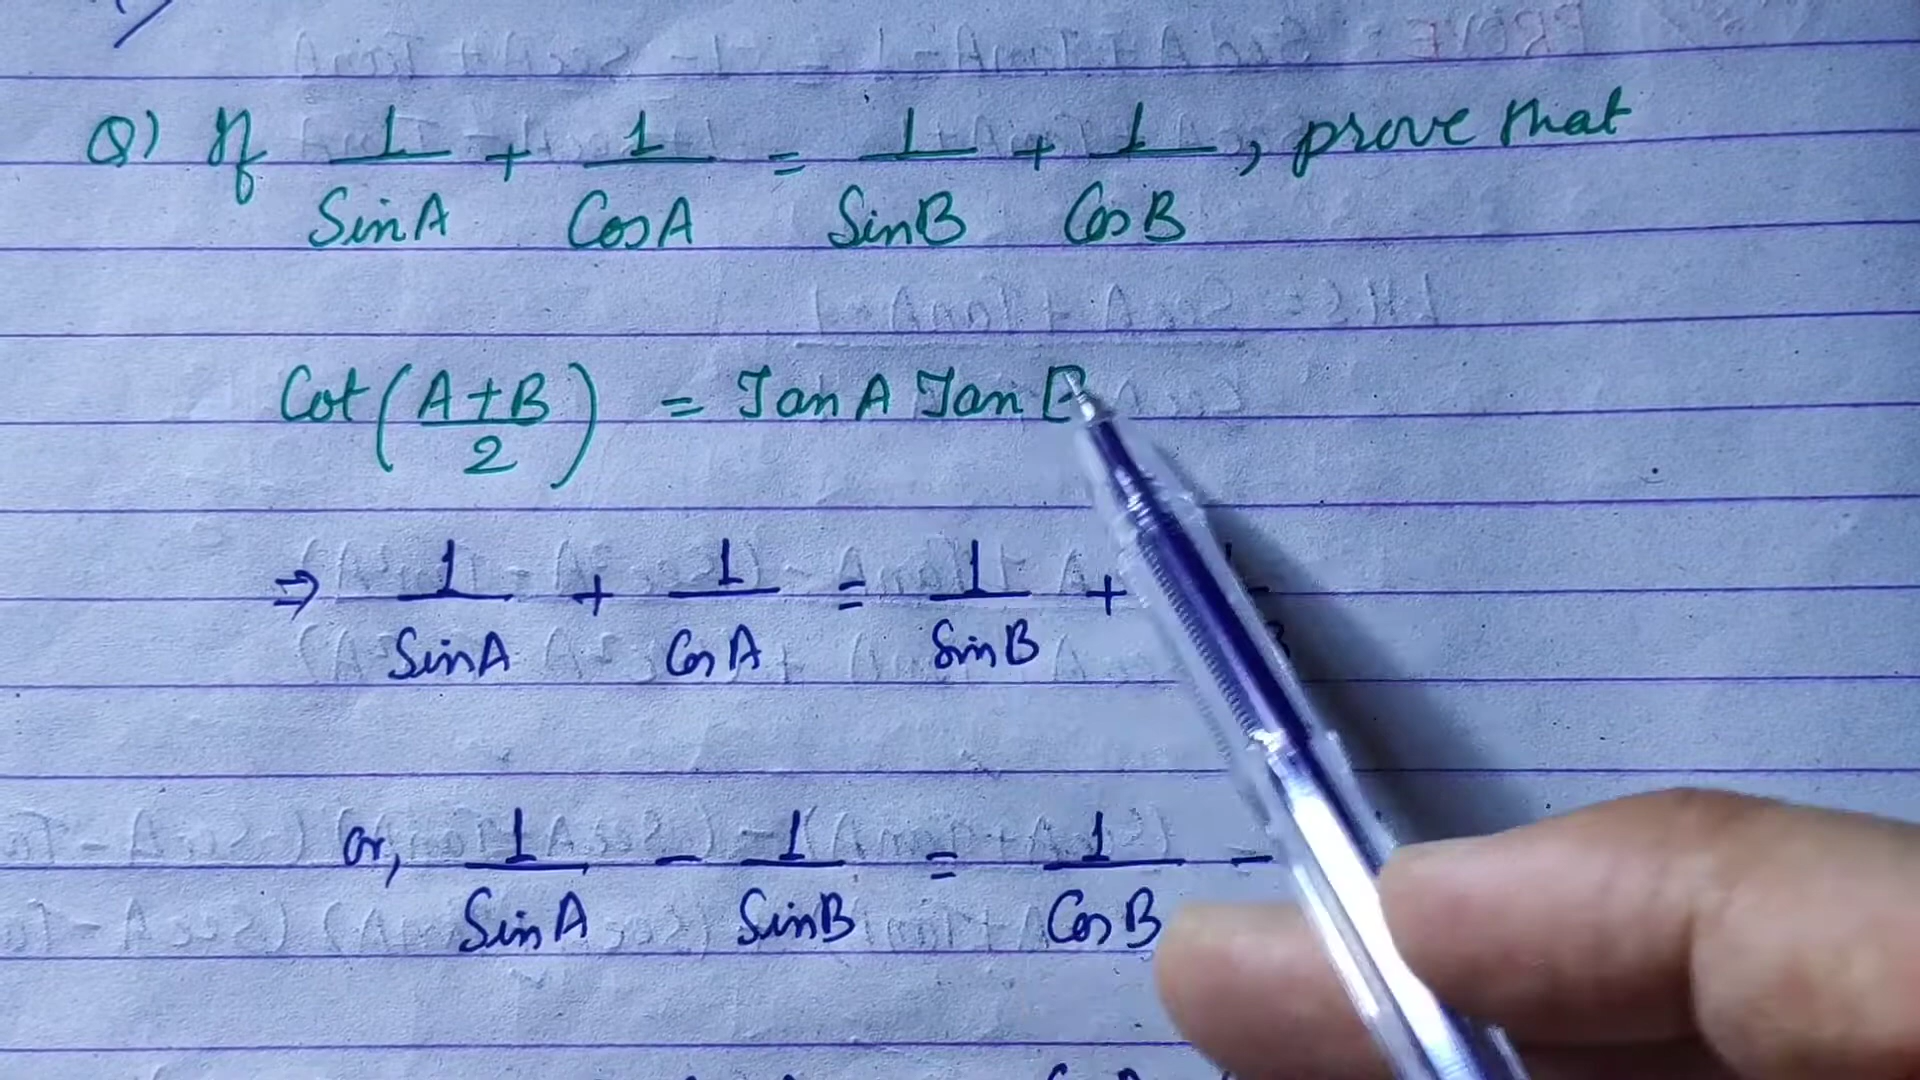 Q) If 1/SinA + 1/CosA = 1/SinB + 1/CosB, prove that
Cot(A+B/2) = TanA Tan B
⇒ 1/SinA + 1/CosA = 1/SinB +
or, 1/SinA - 1/SinB = 1/CosB -